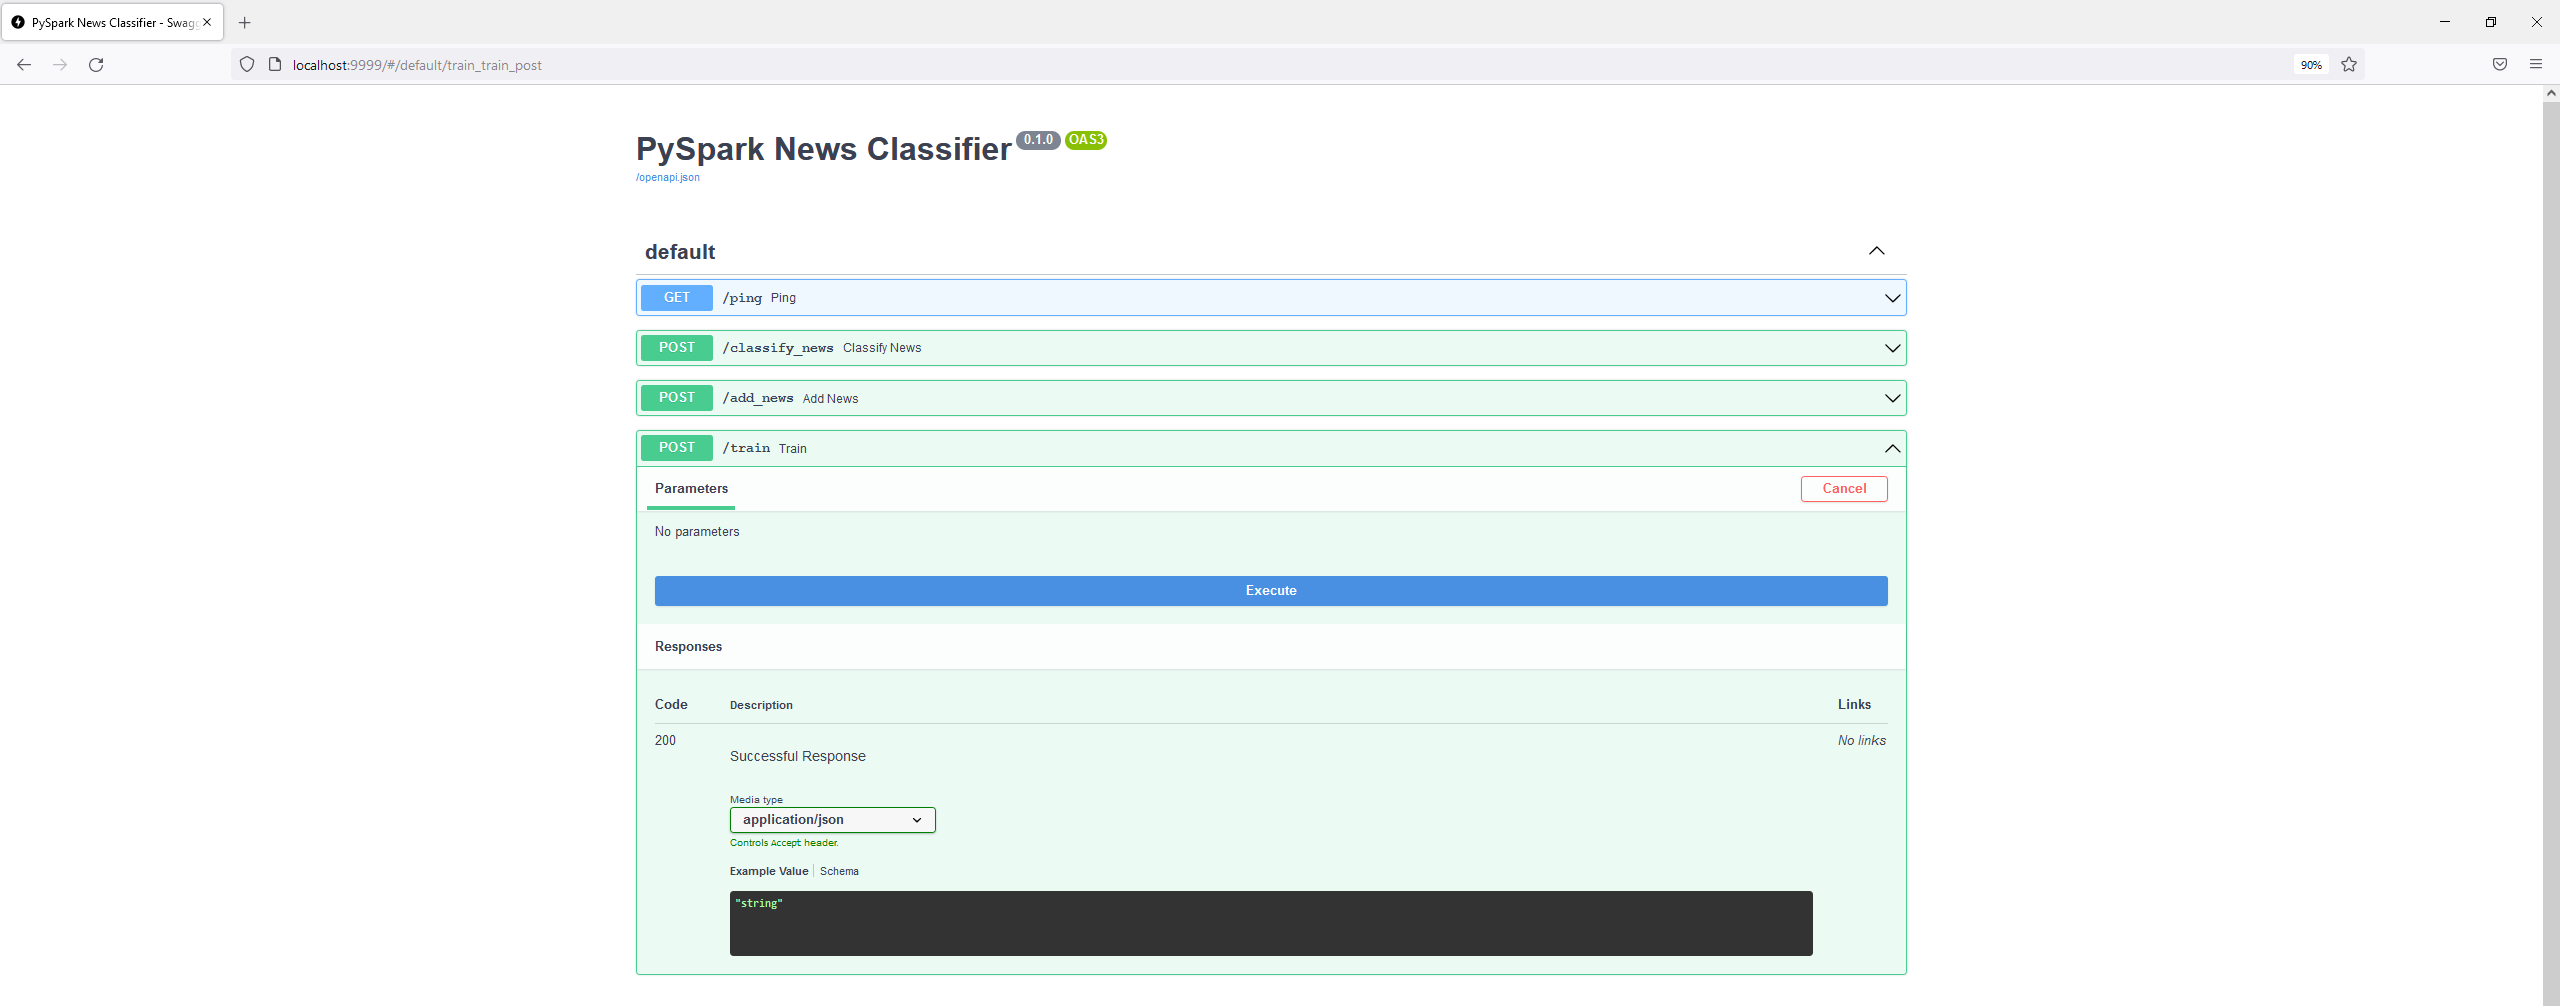 PySpark News Classifier - Swagg
localhost:9999/#/default/train_train_post
90%
PySpark News Classifier 0.1.0 OAS3
/openapi.json
default
GET /ping Ping
POST /classify_news Classify News
POST /add_news Add News
POST /train Train
Parameters
Cancel
No parameters
Execute
Responses
Code Description Links
200 No links
Successful Response
Media type
application/json
Controls Accept header.
Example Value Schema
"string"